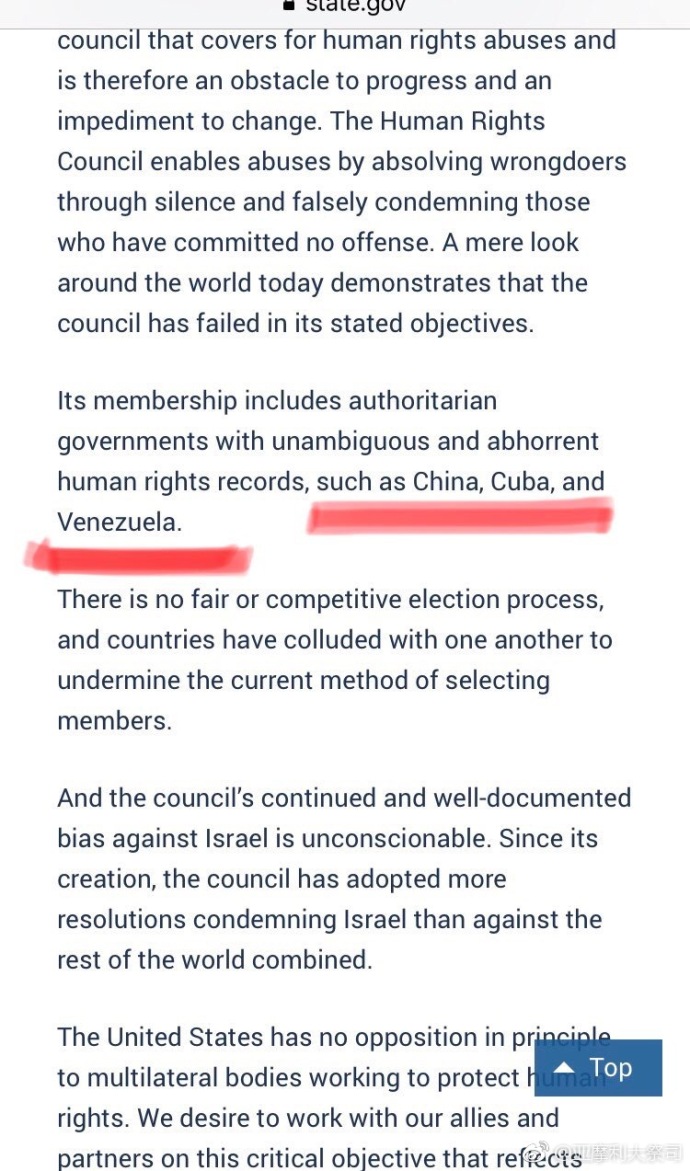 state.gov
council that covers for human rights abuses and
is therefore an obstacle to progress and an
impediment to change. The Human Rights
Council enables abuses by absolving wrongdoers
through silence and falsely condemning those
who have committed no offense. A mere look
around the world today demonstrates that the
council has failed in its stated objectives.
Its membership includes authoritarian
governments with unambiguous and abhorrent
human rights records, such as China, Cuba, and
Venezuela.
There is no fair or competitive election process,
and countries have colluded with one another to
undermine the current method of selecting
members.
And the council’s continued and well-documented
bias against Israel is unconscionable. Since its
creation, the council has adopted more
resolutions condemning Israel than against the
rest of the world combined.
The United States has no opposition in principle
to multilateral bodies working to protect human
Top
rights. We desire to work with our allies and
partners on this critical objective that reflects
@亚摩利大祭司